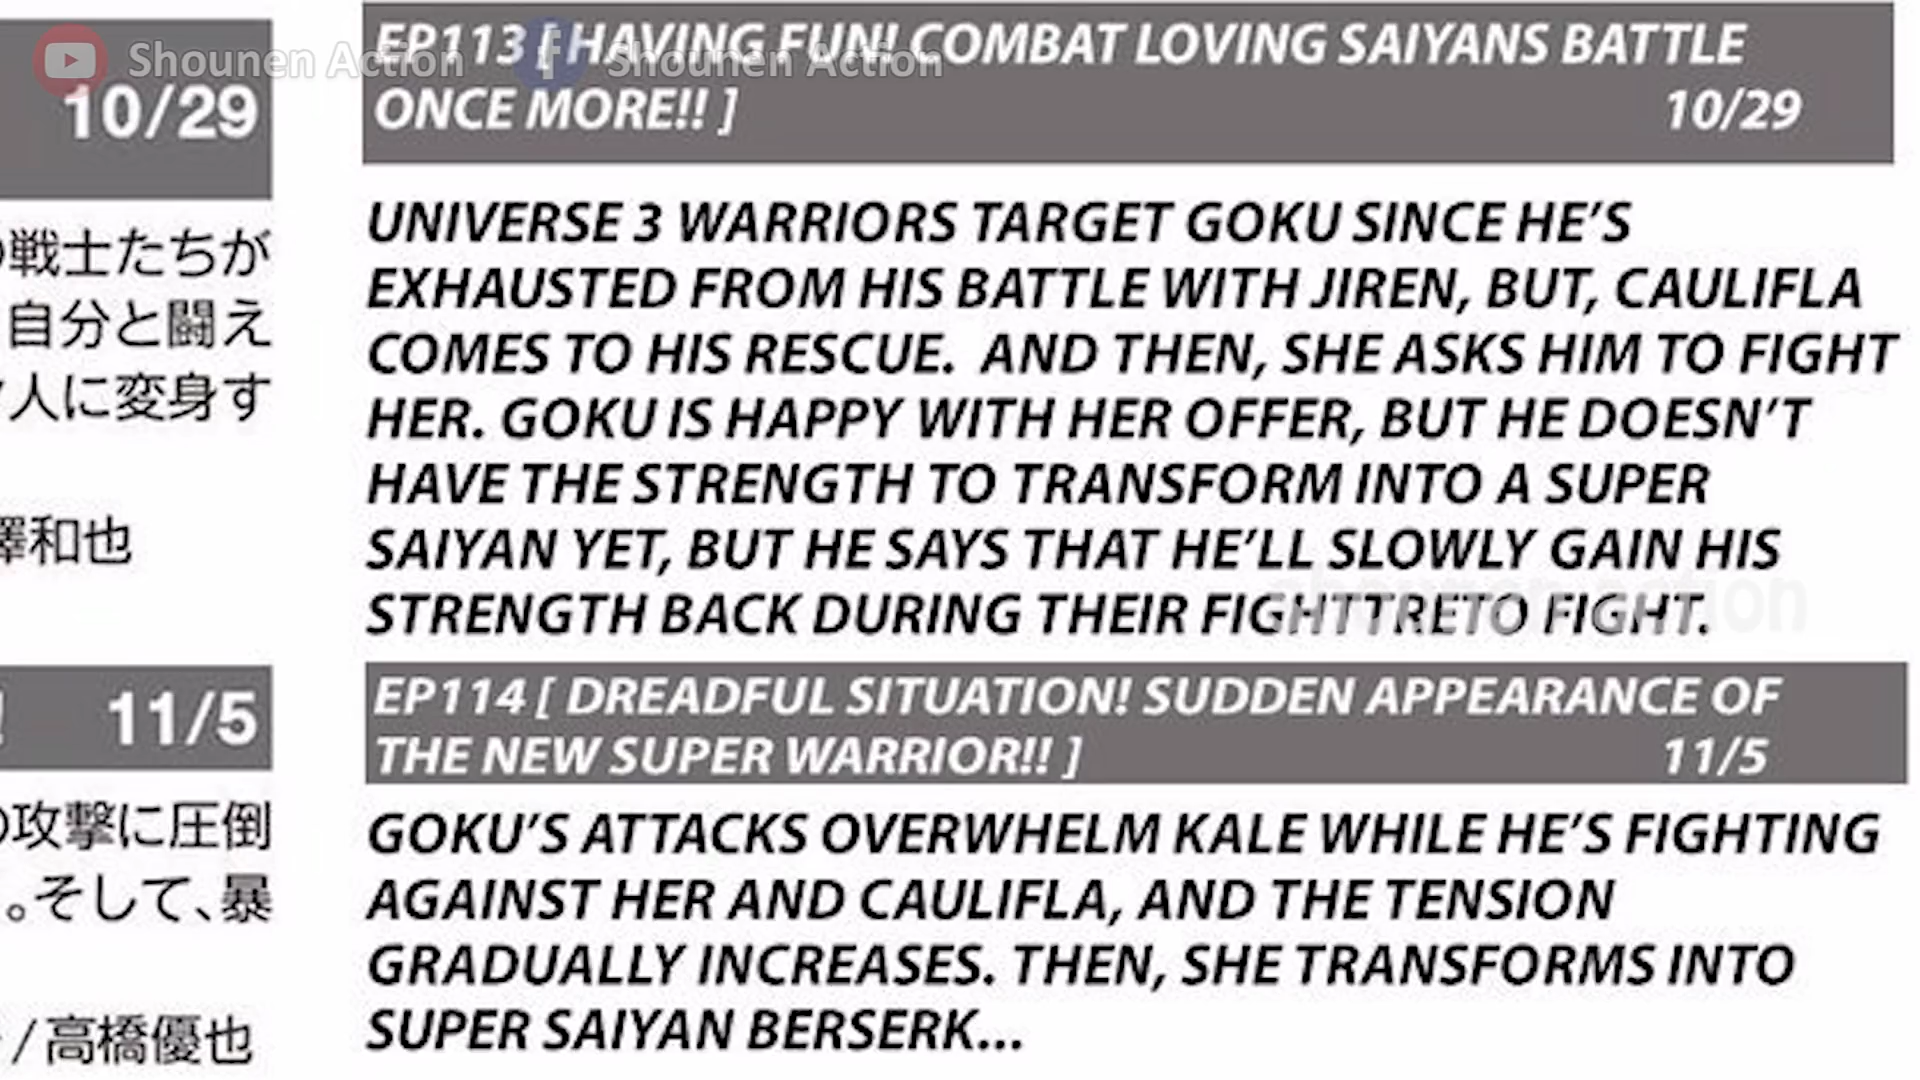 Shounen Action
Shounen Action
10/29
戦士たちが
自分と闘え
人に変身す
和也
11/5
攻撃に圧倒
。そして、暴
/高橋優也
EP113 [ HAVING FUN! COMBAT LOVING SAIYANS BATTLE
ONCE MORE!! ] 10/29
UNIVERSE 3 WARRIORS TARGET GOKU SINCE HE'S
EXHAUSTED FROM HIS BATTLE WITH JIREN, BUT, CAULIFLA
COMES TO HIS RESCUE. AND THEN, SHE ASKS HIM TO FIGHT
HER. GOKU IS HAPPY WITH HER OFFER, BUT HE DOESN'T
HAVE THE STRENGTH TO TRANSFORM INTO A SUPER
SAIYAN YET, BUT HE SAYS THAT HE'LL SLOWLY GAIN HIS
STRENGTH BACK DURING THEIR FIGHTTRETO FIGHT.
shounen action
EP114 [ DREADFUL SITUATION! SUDDEN APPEARANCE OF
THE NEW SUPER WARRIOR!! ] 11/5
GOKU'S ATTACKS OVERWHELM KALE WHILE HE'S FIGHTING
AGAINST HER AND CAULIFLA, AND THE TENSION
GRADUALLY INCREASES. THEN, SHE TRANSFORMS INTO
SUPER SAIYAN BERSERK...